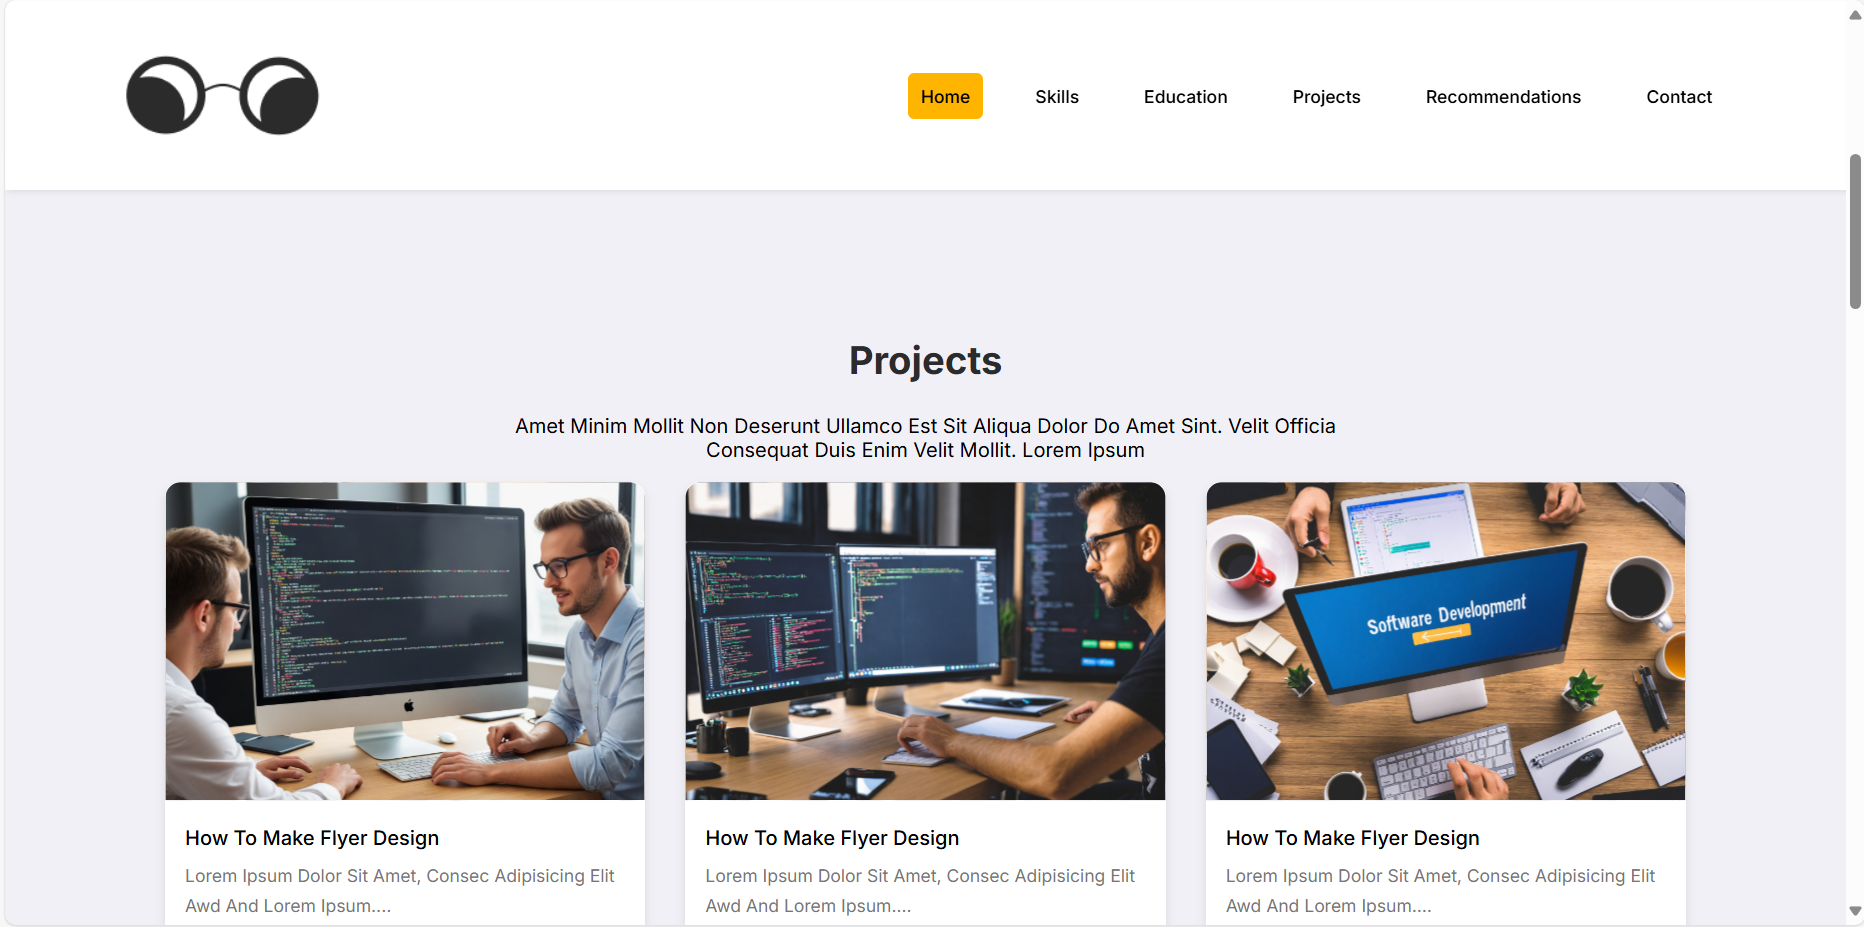 Home
Skills
Education
Projects
Recommendations
Contact
Projects
Amet Minim Mollit Non Deserunt Ullamco Est Sit Aliqua Dolor Do Amet Sint. Velit Officia
Consequat Duis Enim Velit Mollit. Lorem Ipsum
Software Development
How To Make Flyer Design
Lorem Ipsum Dolor Sit Amet, Consec Adipisicing Elit
Awd And Lorem Ipsum....
How To Make Flyer Design
Lorem Ipsum Dolor Sit Amet, Consec Adipisicing Elit
Awd And Lorem Ipsum....
How To Make Flyer Design
Lorem Ipsum Dolor Sit Amet, Consec Adipisicing Elit
Awd And Lorem Ipsum....